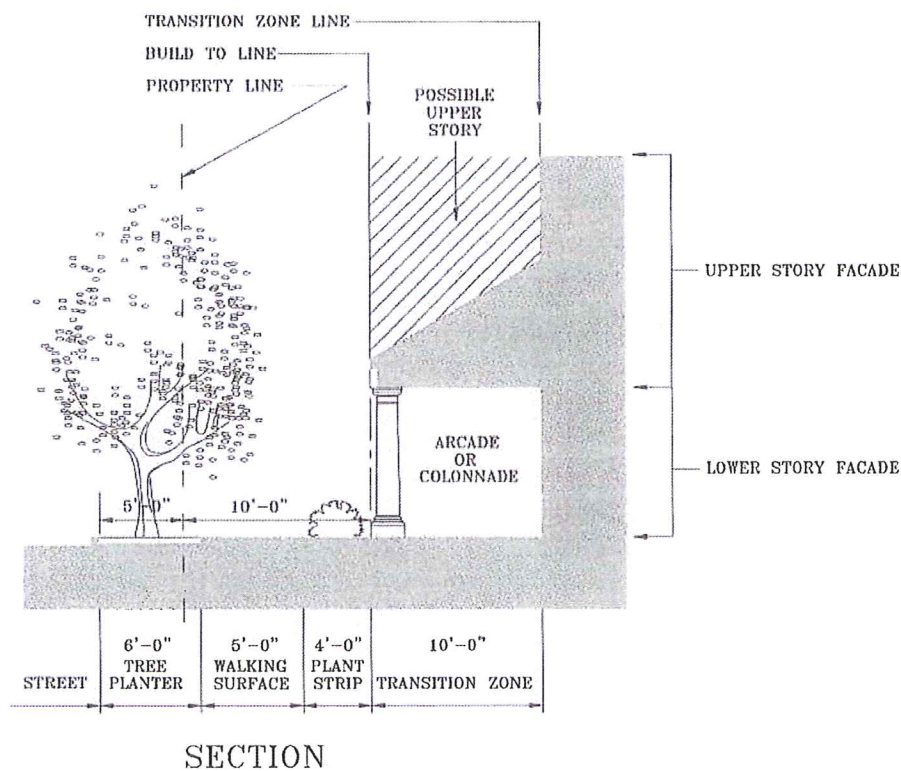 TRANSITION ZONE LINE
BUILD TO LINE
PROPERTY LINE
POSSIBLE
UPPER
STORY
UPPER STORY FACADE
ARCADE
OR
COLONNADE
LOWER STORY FACADE
5'-0"
10'-0"
6'-0"
5'-0"
4'-0"
10'-0"
STREET
TREE
PLANTER
WALKING
SURFACE
PLANT
STRIP
TRANSITION ZONE
SECTION